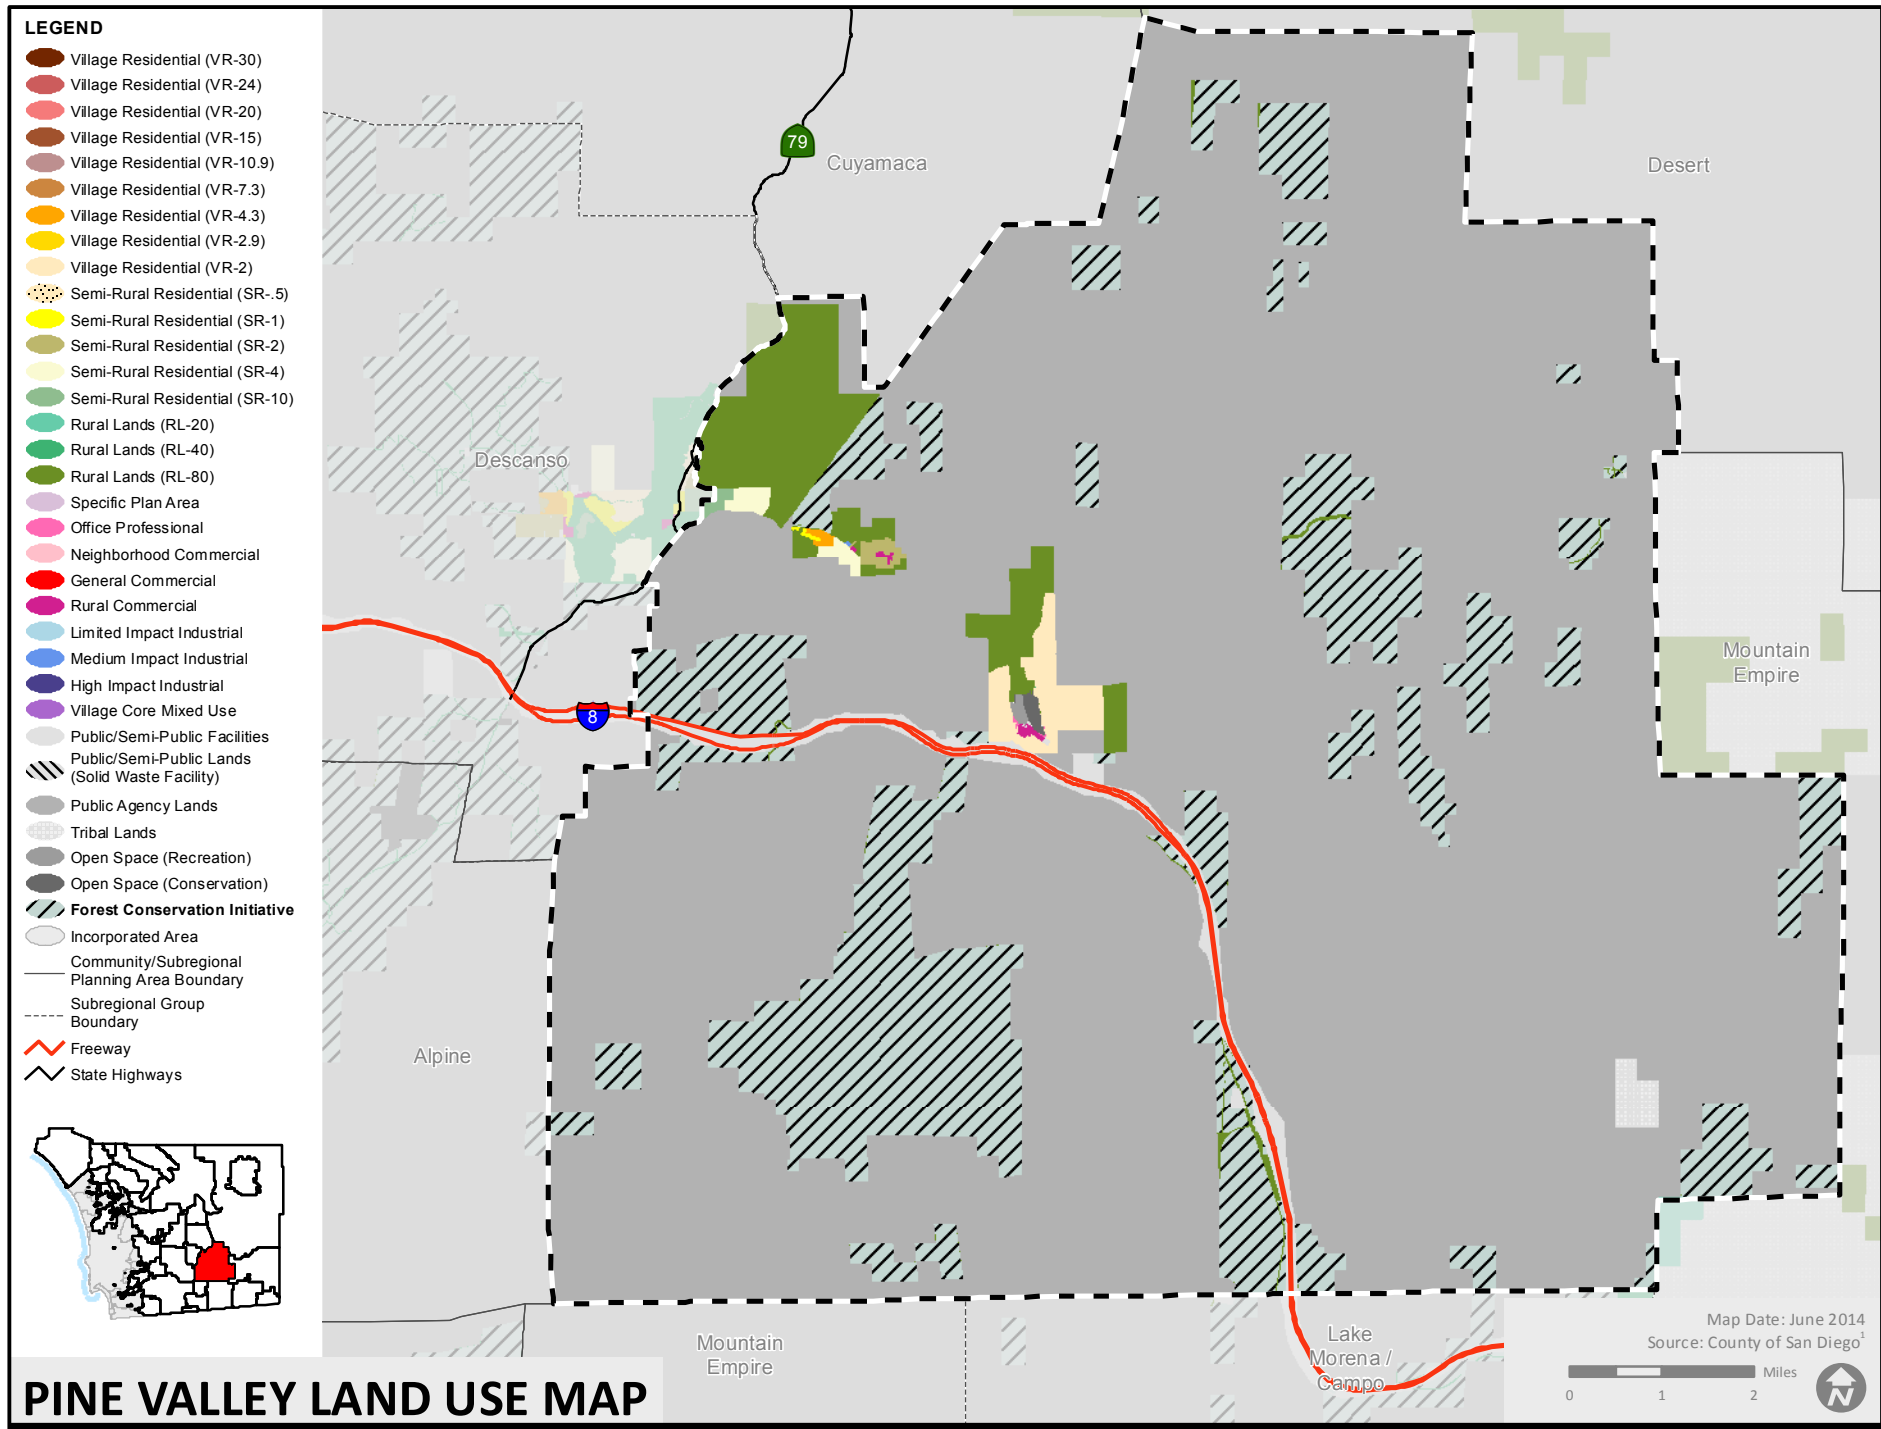 LEGEND
Village Residential (VR-30)
Village Residential (VR-24)
Village Residential (VR-20)
Village Residential (VR-15)
Village Residential (VR-10.9)
Village Residential (VR-7.3)
Village Residential (VR-4.3)
Village Residential (VR-2.9)
Village Residential (VR-2)
Semi-Rural Residential (SR-.5)
Semi-Rural Residential (SR-1)
Semi-Rural Residential (SR-2)
Semi-Rural Residential (SR-4)
Semi-Rural Residential (SR-10)
Rural Lands (RL-20)
Rural Lands (RL-40)
Rural Lands (RL-80)
Specific Plan Area
Office Professional
Neighborhood Commercial
General Commercial
Rural Commercial
Limited Impact Industrial
Medium Impact Industrial
High Impact Industrial
Village Core Mixed Use
Public/Semi-Public Facilities
Public/Semi-Public Lands
(Solid Waste Facility)
Public Agency Lands
Tribal Lands
Open Space (Recreation)
Open Space (Conservation)
Forest Conservation Initiative
Incorporated Area
Community/Subregional
Planning Area Boundary
Subregional Group
Boundary
Freeway
State Highways
79
Cuyamaca
Desert
Descanso
Mountain
Empire
8
Alpine
Mountain
Empire
Lake
Morena /
Campo
Map Date: June 2014
Source: County of San Diego1
Miles
0 1 2
N
PINE VALLEY LAND USE MAP